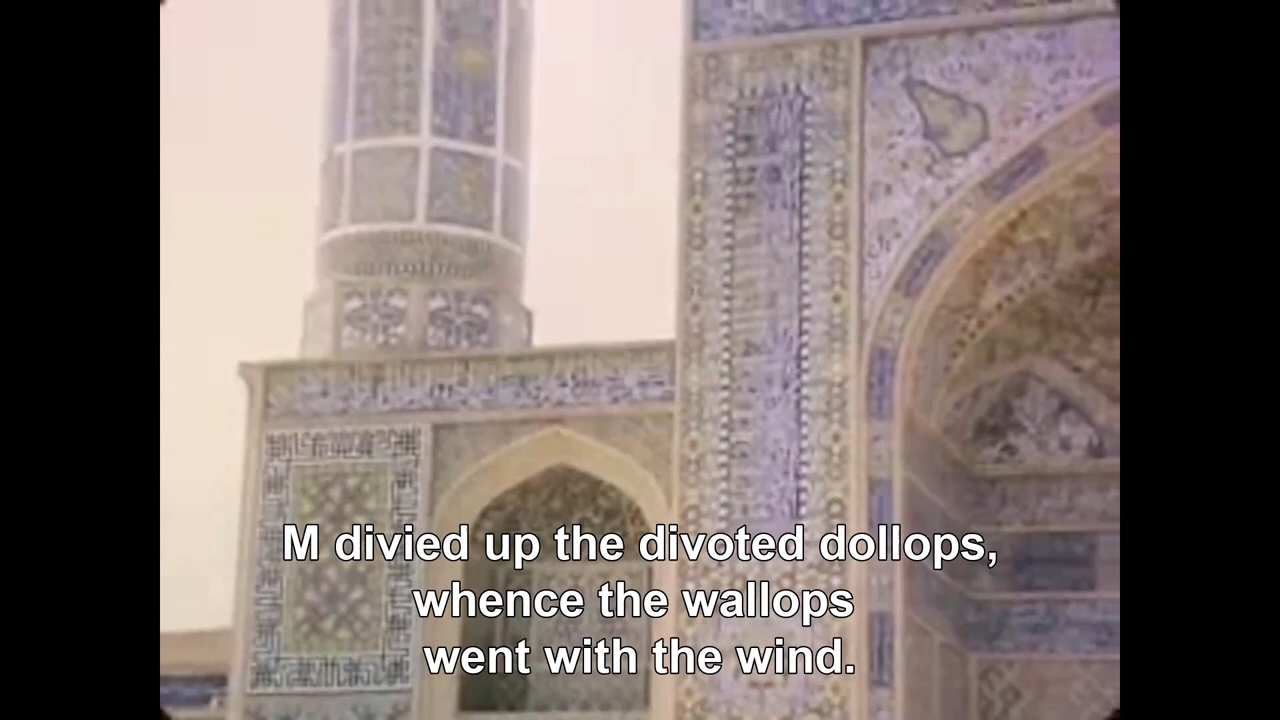 M divied up the divoted dollops,
whence the wallops
went with the wind.